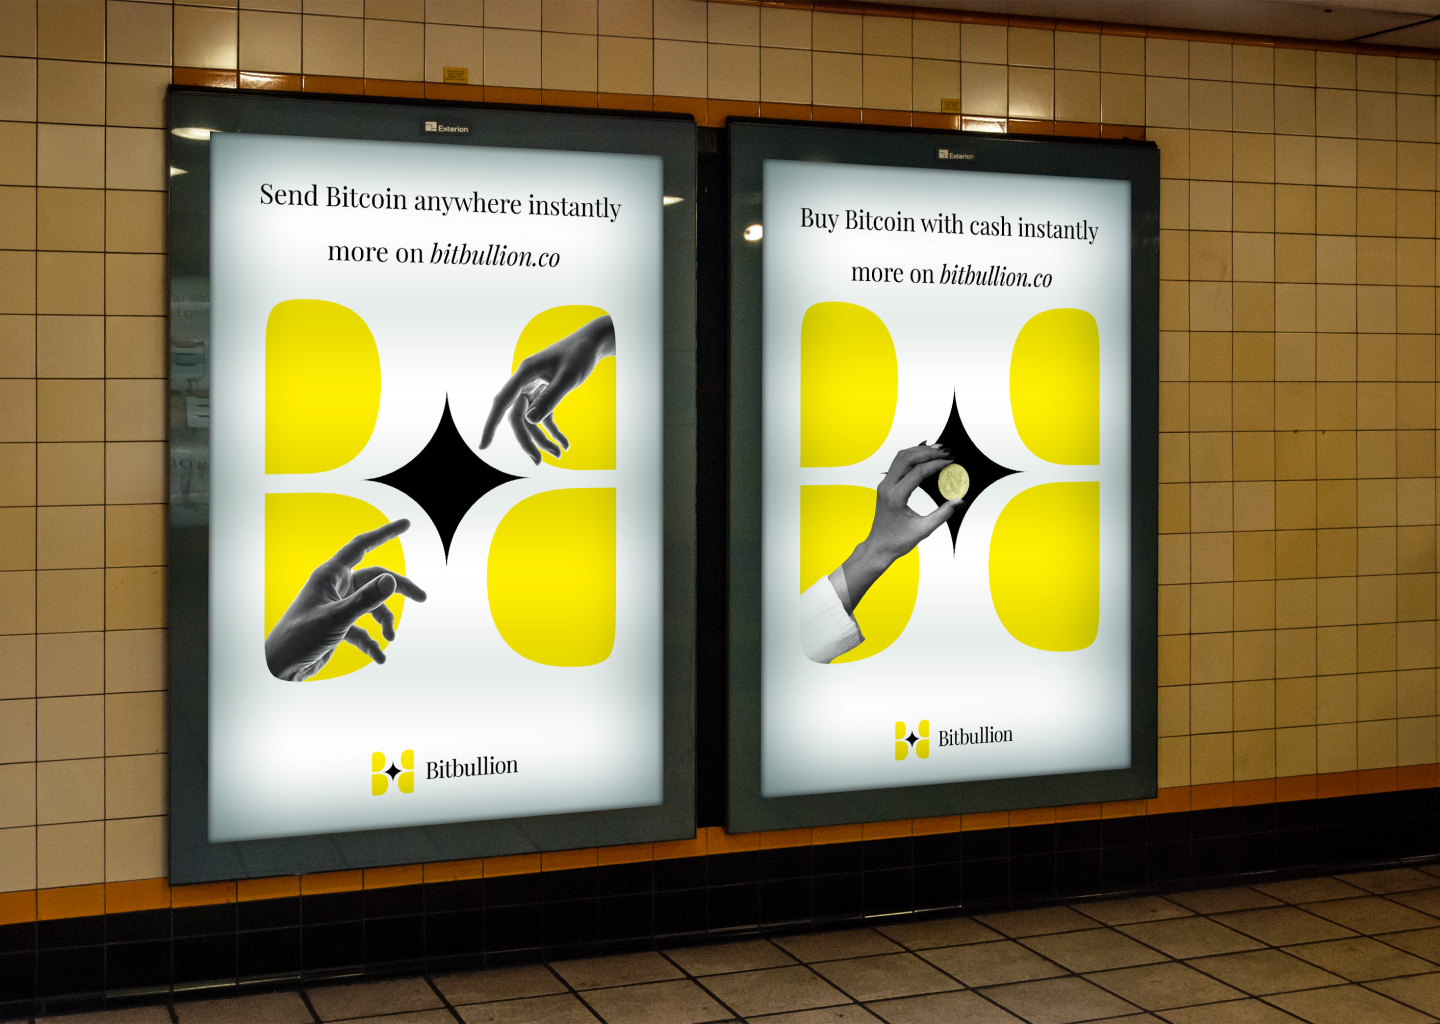 Exterion
Send Bitcoin anywhere instantly
more on bitbullion.co
Bitbullion
Exterion
Buy Bitcoin with cash instantly
more on bitbullion.co
Bitbullion